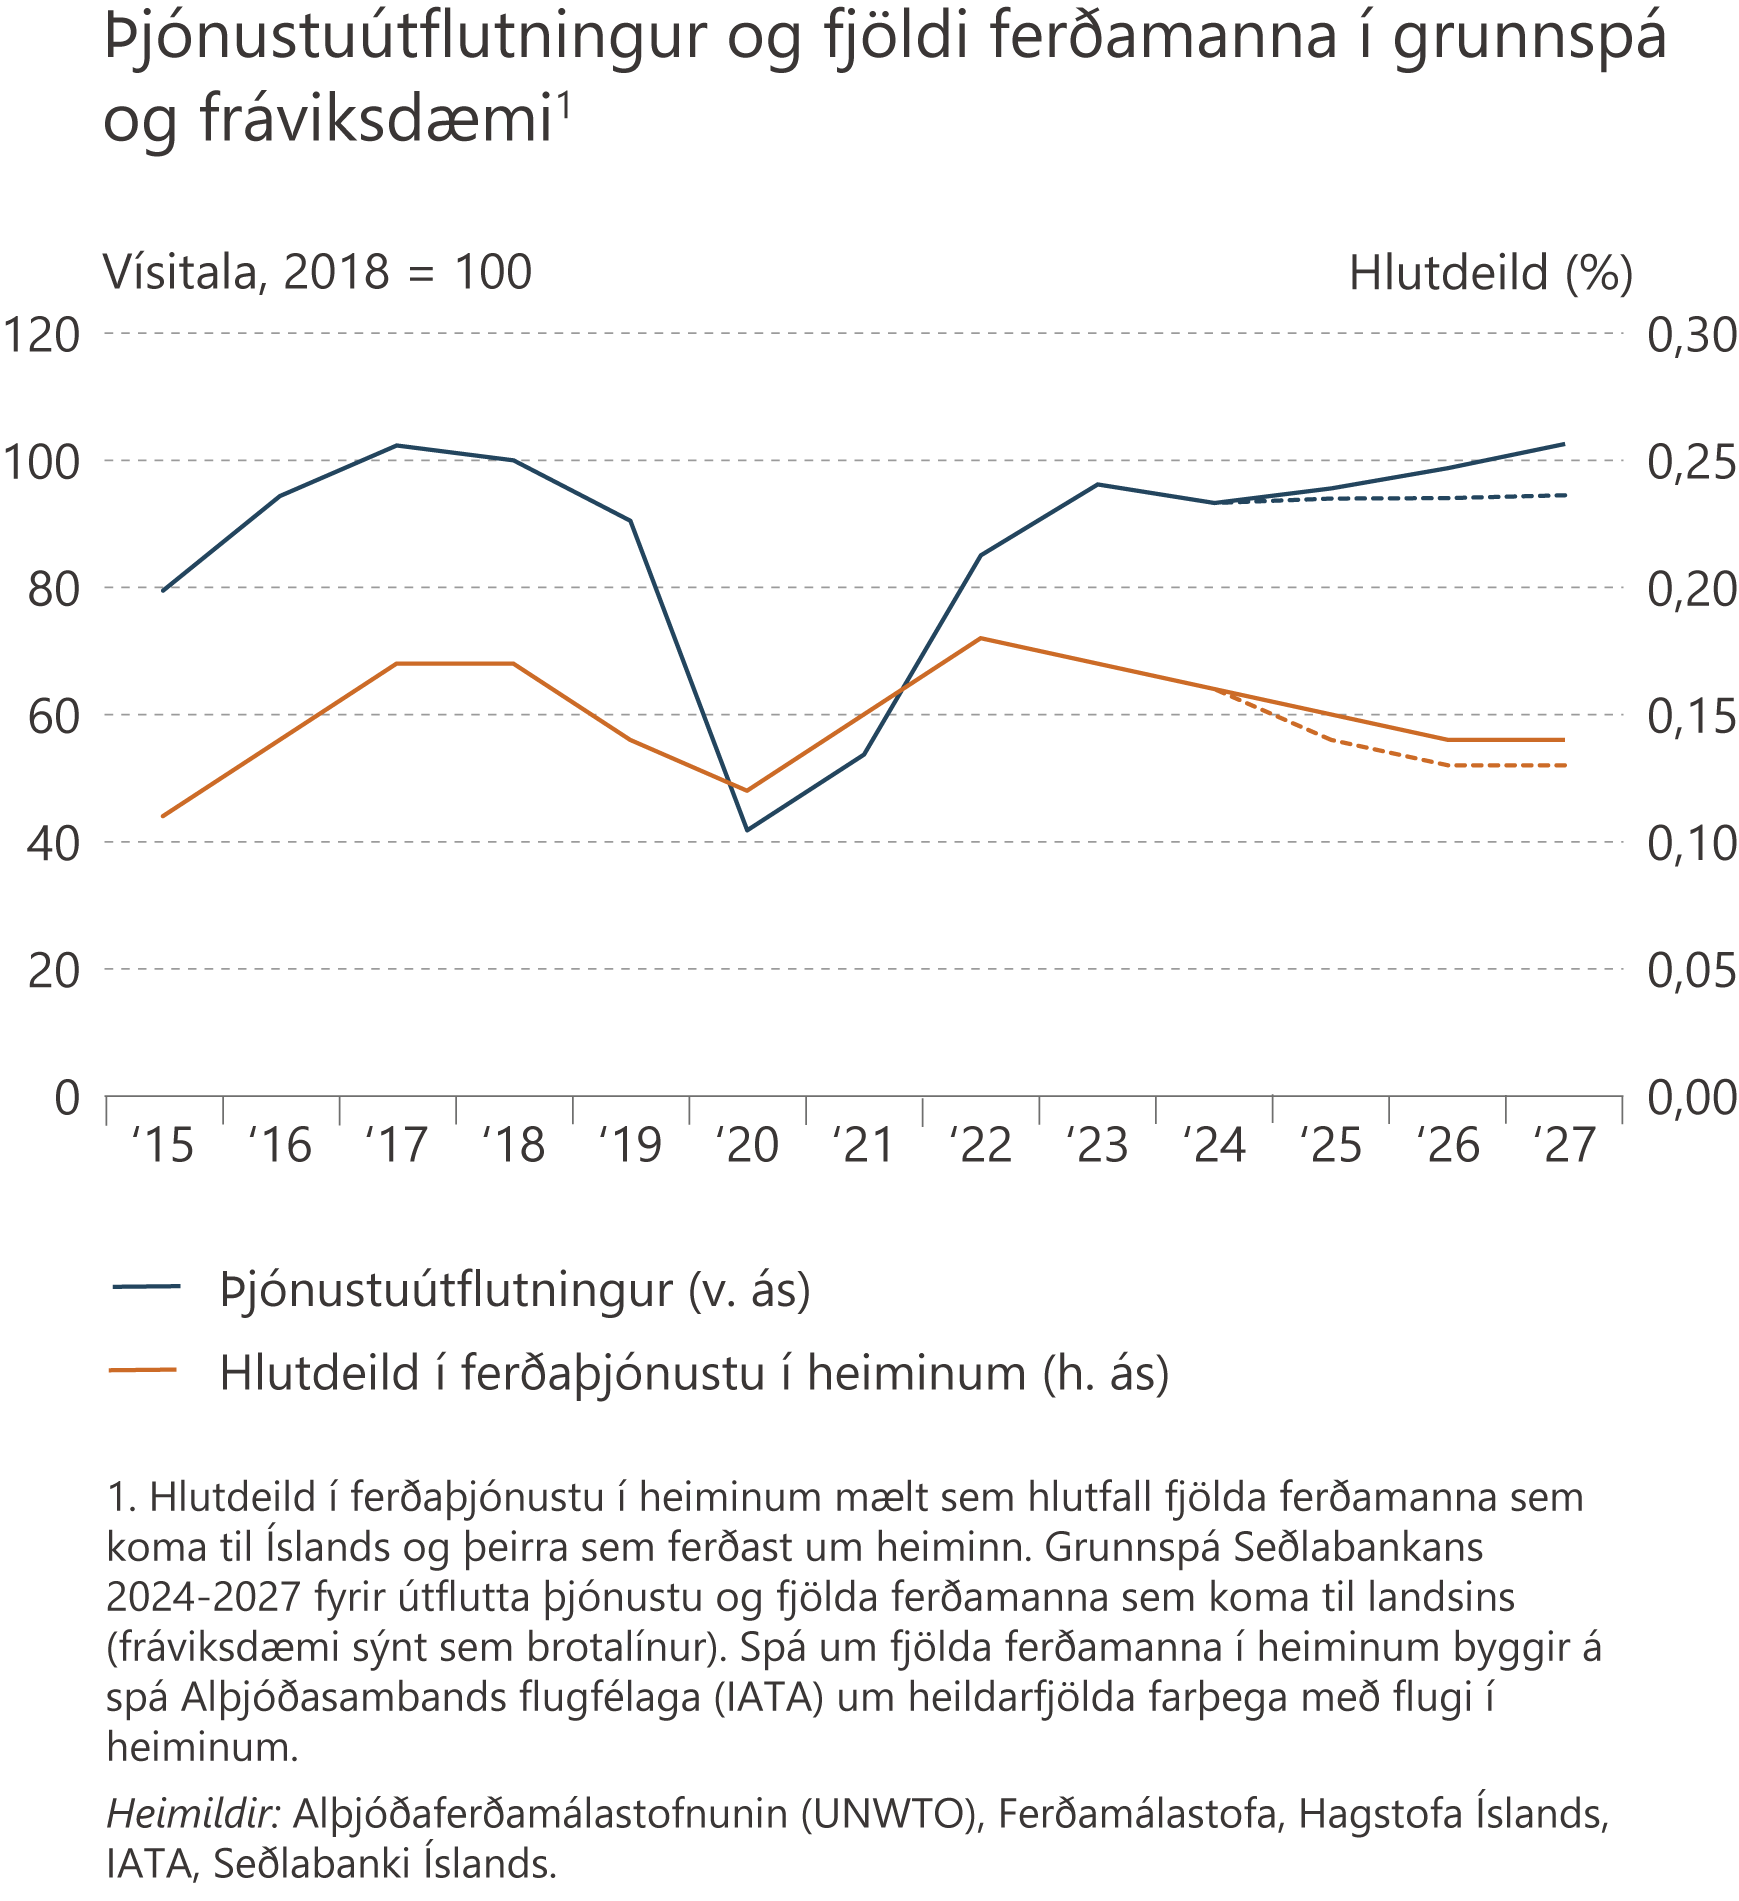 Þjónustuútflutningur og fjöldi ferðamanna í grunnspá
og fráviksdæmi¹
Vísitala, 2018 = 100
Hlutdeild (%)
120
0,30
100
0,25
80
0,20
60
0,15
40
0,10
20
0,05
0
0,00
‘15 ‘16 ‘17 ‘18 ‘19 ‘20 ‘21 ‘22 ‘23 ‘24 ‘25 ‘26 ‘27
Þjónustuútflutningur (v. ás)
Hlutdeild í ferðaþjónustu í heiminum (h. ás)
1. Hlutdeild í ferðaþjónustu í heiminum mælt sem hlutfall fjölda ferðamanna sem
koma til Íslands og þeirra sem ferðast um heiminn. Grunnspá Seðlabankans
2024-2027 fyrir útflutta þjónustu og fjölda ferðamanna sem koma til landsins
(fráviksdæmi sýnt sem brotalínur). Spá um fjölda ferðamanna í heiminum byggir á
spá Alþjóðasambands flugfélaga (IATA) um heildarfjölda farþega með flugi í
heiminum.
Heimildir: Alþjóðaferðamálastofnunin (UNWTO), Ferðamálastofa, Hagstofa Íslands,
IATA, Seðlabanki Íslands.